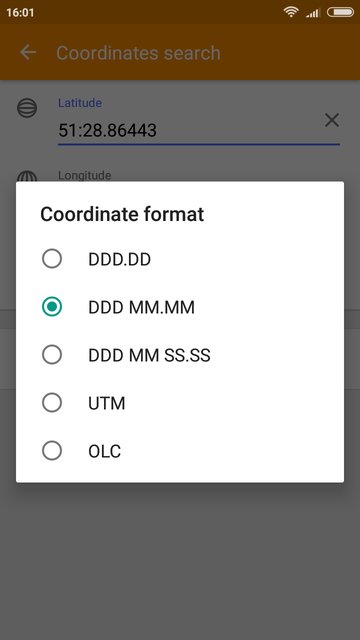 16:01
Coordinates search
Latitude
51:28.86443
Longitude
Coordinate format
DDD.DD
DDD MM.MM
DDD MM SS.SS
UTM
OLC